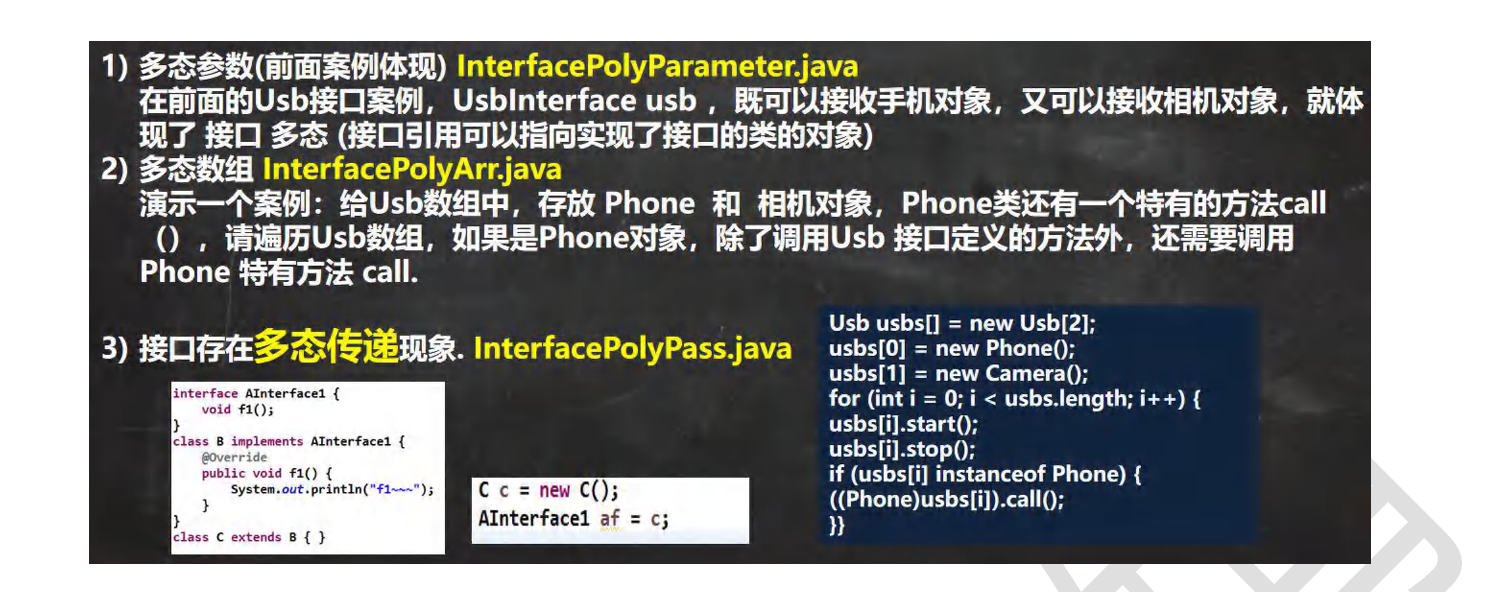 1) 多态参数(前面案例体现) InterfacePolyParameter.java
在前面的Usb接口案例，UsbInterface usb ，既可以接收手机对象，又可以接收相机对象，就体
现了 接口 多态 (接口引用可以指向实现了接口的类的对象)
2) 多态数组 InterfacePolyArr.java
演示一个案例：给Usb数组中，存放 Phone 和 相机对象，Phone类还有一个特有的方法call
（），请遍历Usb数组，如果是Phone对象，除了调用Usb 接口定义的方法外，还需要调用
Phone 特有方法 call.
3) 接口存在多态传递现象. InterfacePolyPass.java
interface AInterface1 {
void f1();
}
class B implements AInterface1 {
@Override
public void f1() {
System.out.println("f1~~~");
}
}
class C extends B { }
C c = new C();
AInterface1 af = c;
Usb usbs[] = new Usb[2];
usbs[0] = new Phone();
usbs[1] = new Camera();
for (int i = 0; i < usbs.length; i++) {
usbs[i].start();
usbs[i].stop();
if (usbs[i] instanceof Phone) {
((Phone)usbs[i]).call();
}}